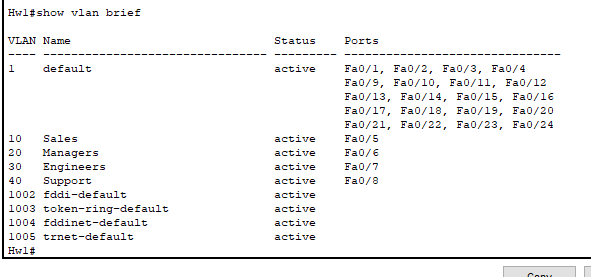 Hwl#show vlan brief
VLAN Name Status Ports
---- -------------------------------- --------- -------------------------------
1 default active Fa0/1, Fa0/2, Fa0/3, Fa0/4
Fa0/9, Fa0/10, Fa0/11, Fa0/12
Fa0/13, Fa0/14, Fa0/15, Fa0/16
Fa0/17, Fa0/18, Fa0/19, Fa0/20
Fa0/21, Fa0/22, Fa0/23, Fa0/24
10 Sales active Fa0/5
20 Managers active Fa0/6
30 Engineers active Fa0/7
40 Support active Fa0/8
1002 fddi-default active
1003 token-ring-default active
1004 fddinet-default active
1005 trnet-default active
Hwl#
Copy